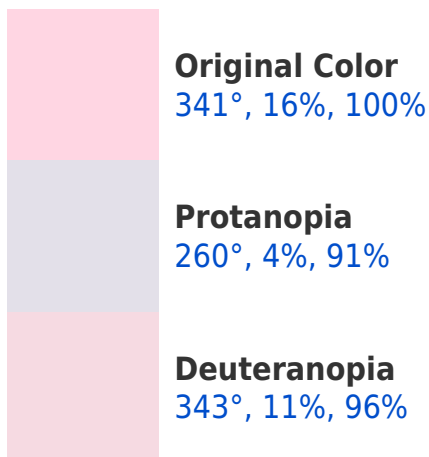 Original Color
341°, 16%, 100%
Protanopia
260°, 4%, 91%
Deuteranopia
343°, 11%, 96%